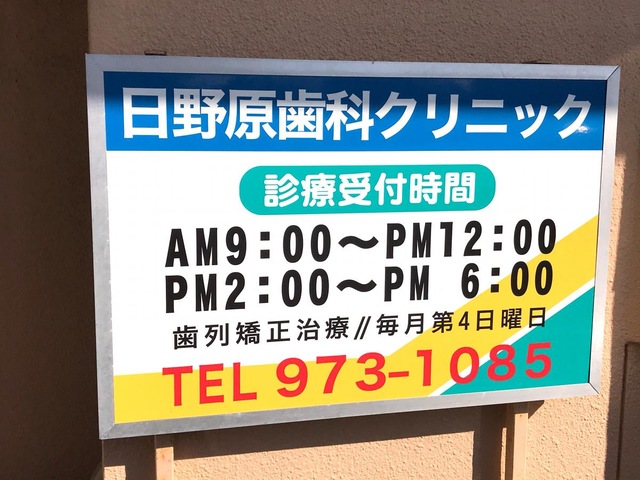 日野原歯科クリニック
診療受付時間
AM9:00～PM12:00
PM2:00～PM 6:00
歯列矯正治療//毎月第4日曜日
TEL 973-1085